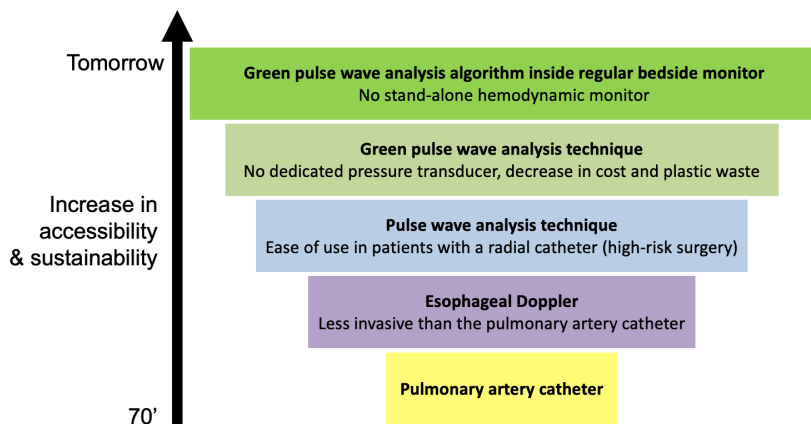 Tomorrow
Green pulse wave analysis algorithm inside regular bedside monitor
No stand-alone hemodynamic monitor
Green pulse wave analysis technique
No dedicated pressure transducer, decrease in cost and plastic waste
Increase in
accessibility
& sustainability
Pulse wave analysis technique
Ease of use in patients with a radial catheter (high-risk surgery)
Esophageal Doppler
Less invasive than the pulmonary artery catheter
Pulmonary artery catheter
70’